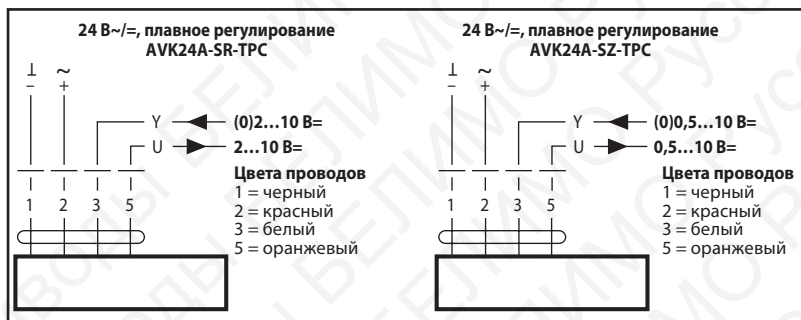 24 В~/=, плавное регулирование
AVK24A-SR-TPC
⊥ ~
– +
Y (0)2...10 В=
U 2...10 В=
Цвета проводов
1 = черный
2 = красный
3 = белый
5 = оранжевый
1 2 3 5
24 В~/=, плавное регулирование
AVK24A-SZ-TPC
⊥ ~
– +
Y (0)0,5...10 В=
U 0,5...10 В=
Цвета проводов
1 = черный
2 = красный
3 = белый
5 = оранжевый
1 2 3 5